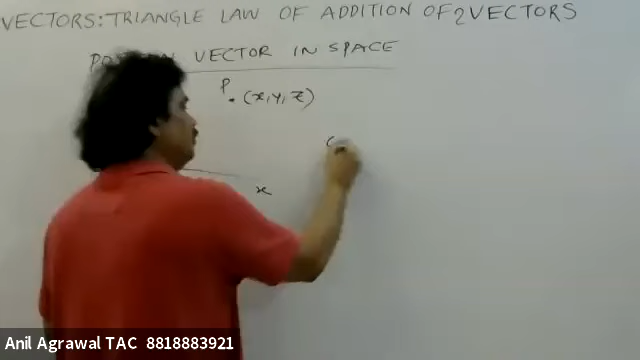 VECTORS: TRIANGLE LAW OF ADDITION OF 2 VECTORS
VECTOR IN SPACE
P
(x, y, z)
x
Anil Agrawal TAC 8818883921